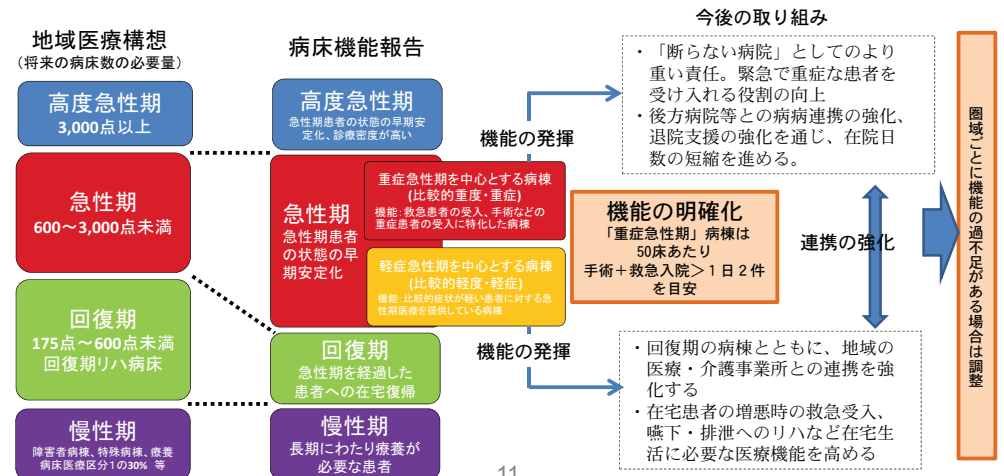 地域医療構想
（将来の病床数の必要量）
高度急性期
3,000点以上
急性期
600～3,000点未満
回復期
175点～600点未満
回復期リハ病床
慢性期
障害者病棟、特殊病棟、療養
病床医療区分1の30% 等
病床機能報告
高度急性期
急性期患者の状態の早期安
定化、診療密度が高い
急性期
急性期患者
の状態の早
期安定化
重症急性期を中心とする病棟
(比較的重度・重症)
機能：救急患者の受入、手術などの
重症患者の受入に特化した病棟
軽症急性期を中心とする病棟
(比較的軽度・軽症)
機能：比較的症状が軽い患者に対する急
性期医療を提供している病棟
回復期
急性期を経過した
患者への在宅復帰
慢性期
長期にわたり療養が
必要な患者
機能の発揮
機能の発揮
機能の明確化
「重症急性期」病棟は
50床あたり
手術＋救急入院＞１日２件
を目安
今後の取り組み
・「断らない病院」としてのより
重い責任。緊急で重症な患者を
受け入れる役割の向上
・後方病院等との病病連携の強化、
退院支援の強化を通じ、在院日
数の短縮を進める。
連携の強化
・回復期の病棟とともに、地域の
医療・介護事業所との連携を強
化する
・在宅患者の増悪時の救急受入、
嚥下・排泄へのリハなど在宅生
活に必要な医療機能を高める
圏域ごとに機能の過不足がある場合は調整
11